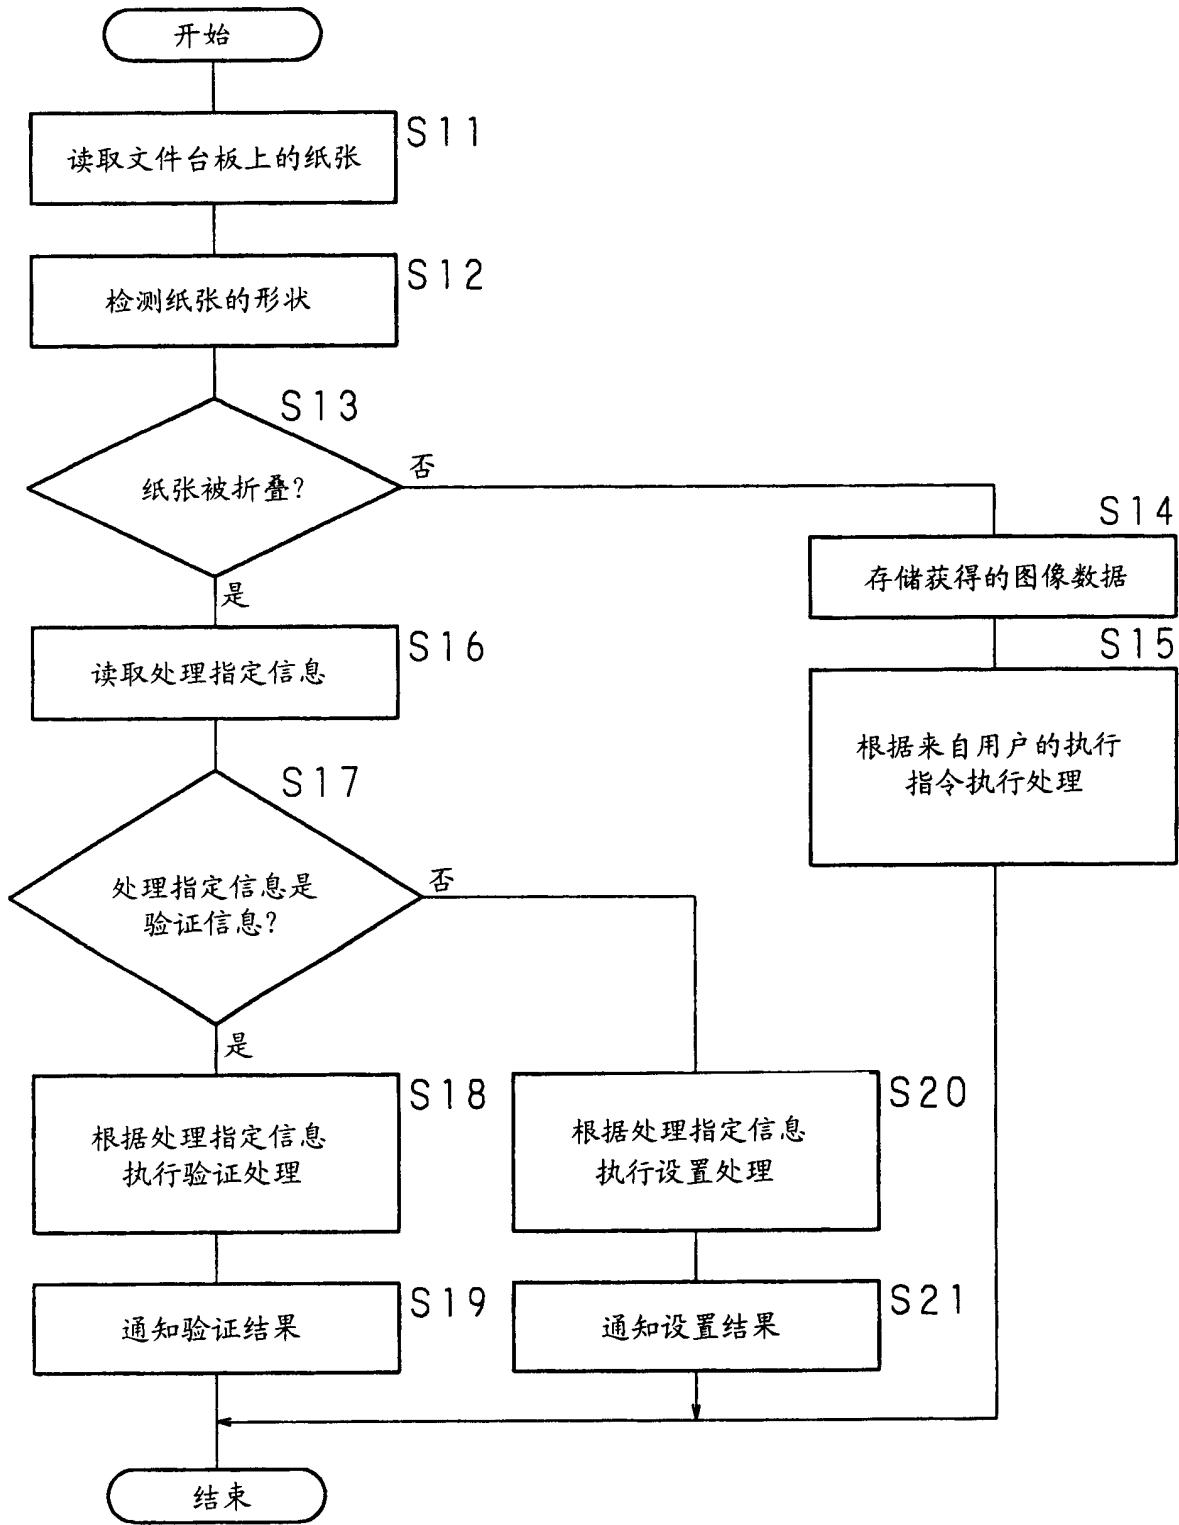 开始
S11
读取文件台板上的纸张
S12
检测纸张的形状
S13
纸张被折叠?
否
S14
存储获得的图像数据
是
S15
根据来自用户的执行
指令执行处理
S16
读取处理指定信息
S17
处理指定信息是
验证信息?
否
是
S18
根据处理指定信息
执行验证处理
S20
根据处理指定信息
执行设置处理
S19
通知验证结果
S21
通知设置结果
结束